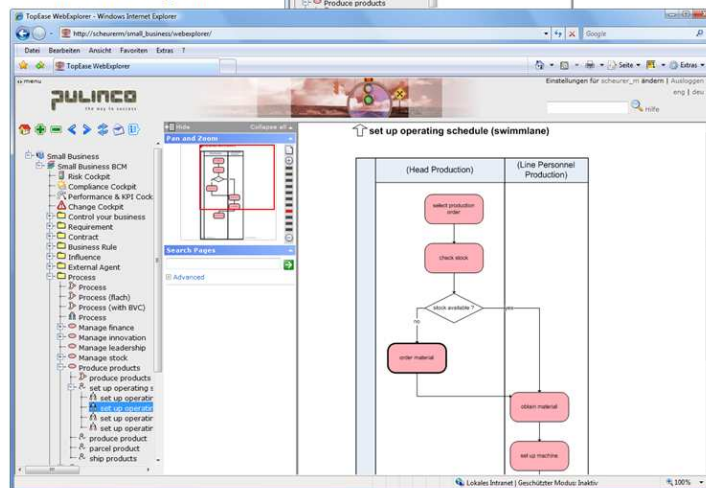 Produce products
TopEase WebExplorer - Windows Internet Explorer
http://scheurerm/small_business/webexplorer/
Google
Datei Bearbeiten Ansicht Favoriten Extras ?
TopEase WebExplorer
Seite Extras
menu
Einstellungen für scheurer_m ändern | Ausloggen
eng | deu
Hilfe
PULINCO
the way to success
Hide Collapse all
Pan and Zoom
Search Pages
Advanced
Small Business
Small Business BCM
Risk Cockpit
Compliance Cockpit
Performance & KPI Cock
Change Cockpit
Control your business
Requirement
Contract
Business Rule
Influence
External Agent
Process
Process
Process (flach)
Process (with BVC)
Process
Manage finance
Manage innovation
Manage leadership
Manage stock
Produce products
produce products
set up operating s
set up operatin
set up operatin
set up operatin
set up operatin
produce product
parcel product
ship products
set up operating schedule (swimlane)
(Head Production)
(Line Personnel
Production)
select production
order
check stock
stock available ?
yes
no
order material
obtain material
set up machine
Lokales Intranet | Geschützter Modus: Inaktiv
100%